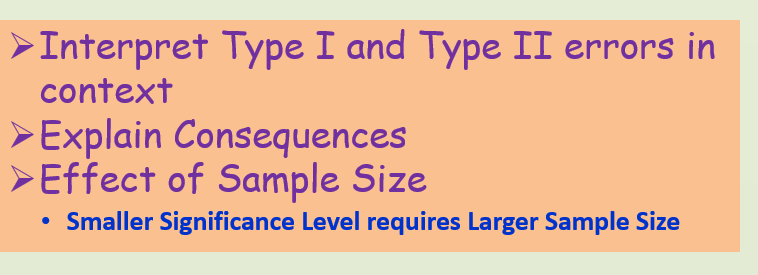 ➢Interpret Type I and Type II errors in
context
➢Explain Consequences
➢Effect of Sample Size
• Smaller Significance Level requires Larger Sample Size